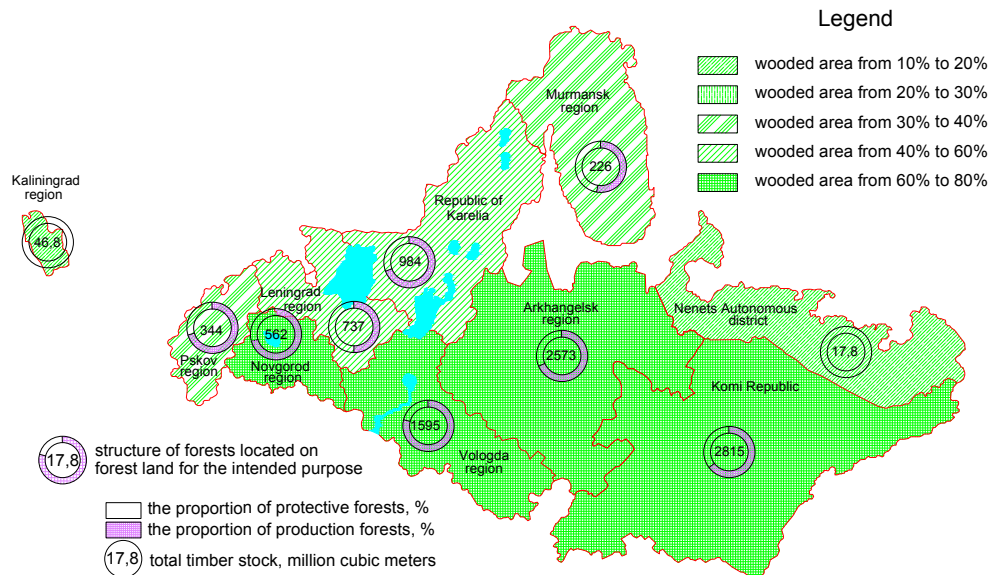 Legend
wooded area from 10% to 20%
wooded area from 20% to 30%
wooded area from 30% to 40%
wooded area from 40% to 60%
wooded area from 60% to 80%
Murmansk
region
226
Kaliningrad
region
46,8
Republic of
Karelia
984
Leningrad
region
737
344
Pskov
region
562
Novgorod
region
Arkhangelsk
region
2573
Nenets Autonomous
district
17,8
Komi Republic
2815
1595
Vologda
region
17,8
structure of forests located on
forest land for the intended purpose
the proportion of protective forests, %
the proportion of production forests, %
17,8 total timber stock, million cubic meters